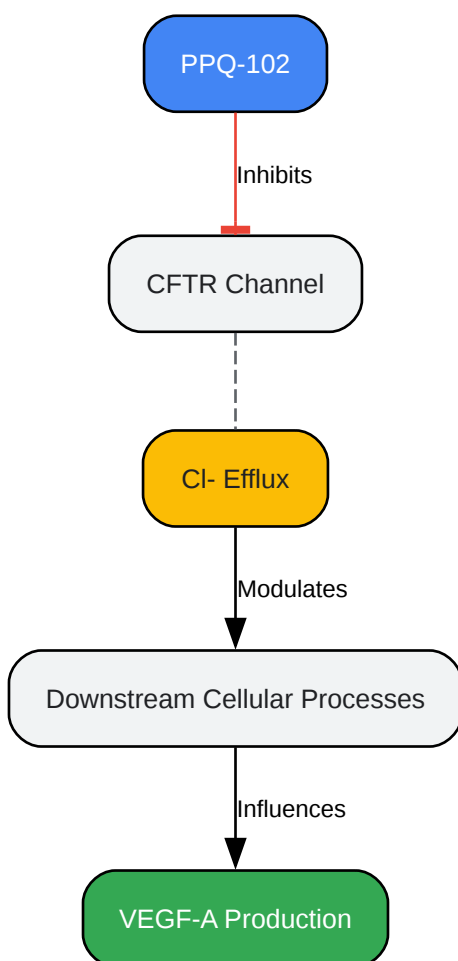 PPQ-102
Inhibits
CFTR Channel
Cl- Efflux
Modulates
Downstream Cellular Processes
Influences
VEGF-A Production